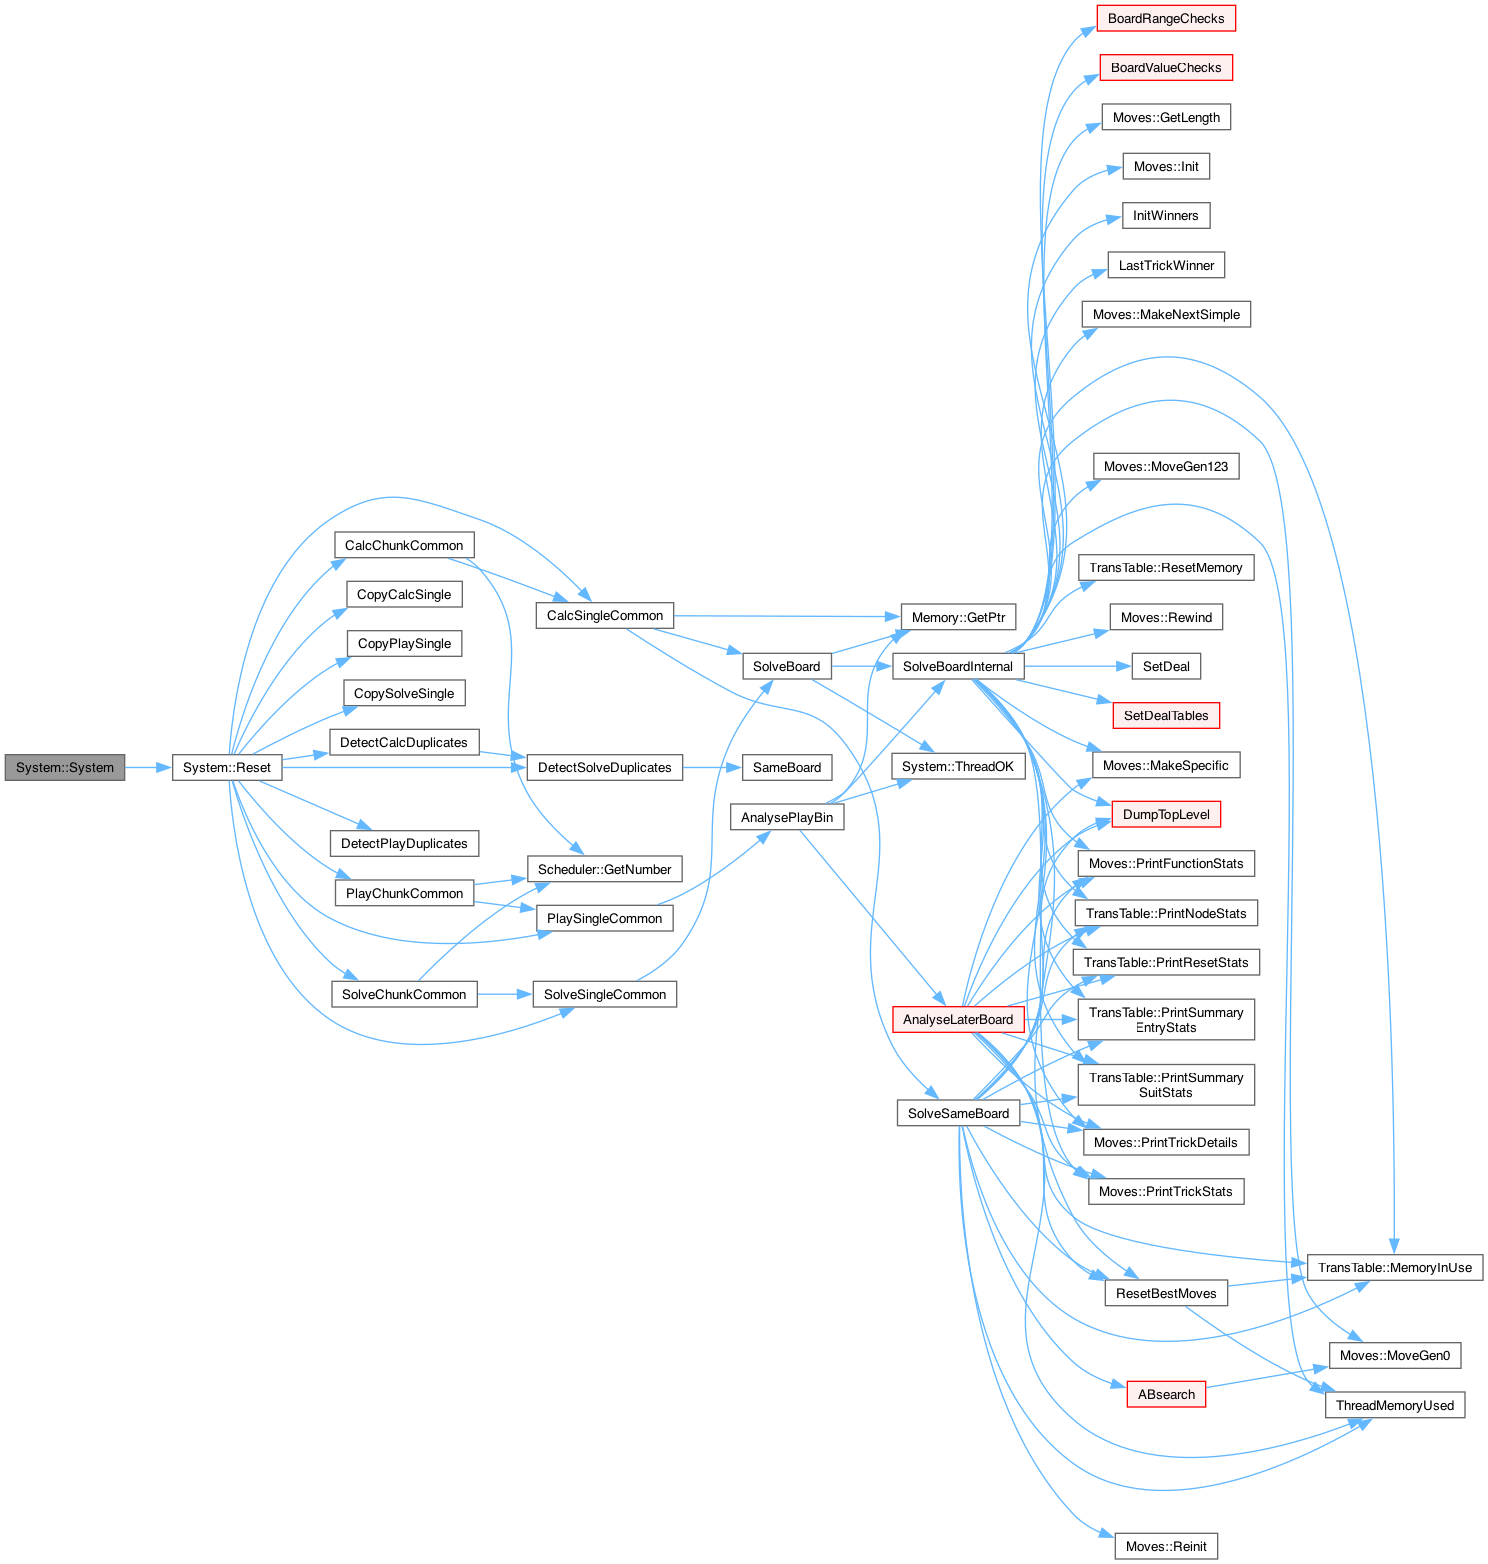 BoardRangeChecks
BoardValueChecks
Moves::GetLength
Moves::Init
InitWinners
LastTrickWinner
Moves::MakeNextSimple
Moves::MoveGen123
CalcChunkCommon
TransTable::ResetMemory
CopyCalcSingle
CalcSingleCommon
Memory::GetPtr
Moves::Rewind
CopyPlaySingle
SolveBoard
SolveBoardInternal
SetDeal
CopySolveSingle
SetDealTables
DetectCalcDuplicates
System::System
System::Reset
DetectSolveDuplicates
SameBoard
System::ThreadOK
Moves::MakeSpecific
AnalysePlayBin
DumpTopLevel
DetectPlayDuplicates
Scheduler::GetNumber
Moves::PrintFunctionStats
PlayChunkCommon
PlaySingleCommon
TransTable::PrintNodeStats
TransTable::PrintResetStats
SolveChunkCommon
SolveSingleCommon
AnalyseLaterBoard
TransTable::PrintSummary
EntryStats
TransTable::PrintSummary
SuitStats
SolveSameBoard
Moves::PrintTrickDetails
Moves::PrintTrickStats
TransTable::MemoryInUse
ResetBestMoves
Moves::MoveGen0
ABsearch
ThreadMemoryUsed
Moves::Reinit